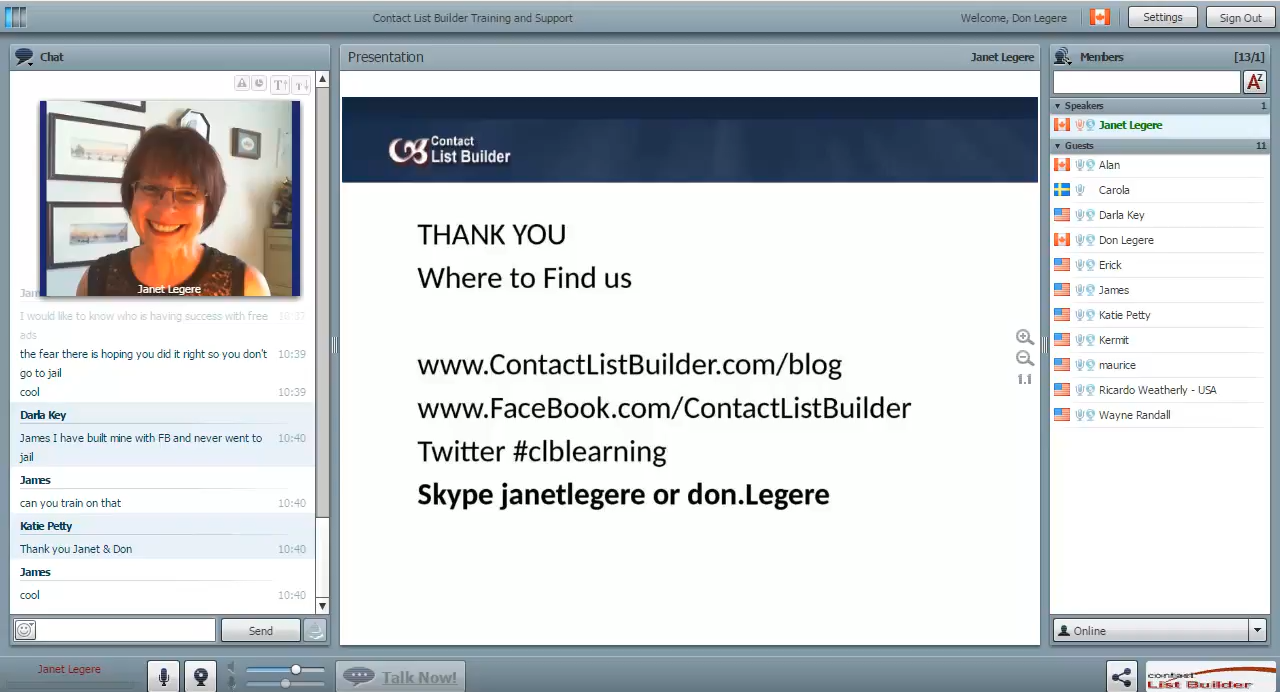 Contact List Builder Training and Support
Welcome, Don Legere
Settings
Sign Out
Chat
T↑
T↓
Janet Legere
Jam
I would like to know who is having success with free 10:37
ads
the fear there is hoping you did it right so you don't 10:39
go to jail
cool 10:39
Darla Key
James I have built mine with FB and never went to 10:40
jail
James
can you train on that 10:40
Katie Petty
Thank you Janet & Don 10:40
James
cool 10:40
Send
Presentation
Janet Legere
Contact
List Builder
THANK YOU
Where to Find us
www.ContactListBuilder.com/blog
www.FaceBook.com/ContactListBuilder
Twitter #clblearning
Skype janetlegere or don.Legere
1.1
Members [13/1]
AZ
Speakers 1
Janet Legere
Guests 11
Alan
Carola
Darla Key
Don Legere
Erick
James
Katie Petty
Kermit
maurice
Ricardo Weatherly - USA
Wayne Randall
Online
Janet Legere
Talk Now!
contact
List Builder